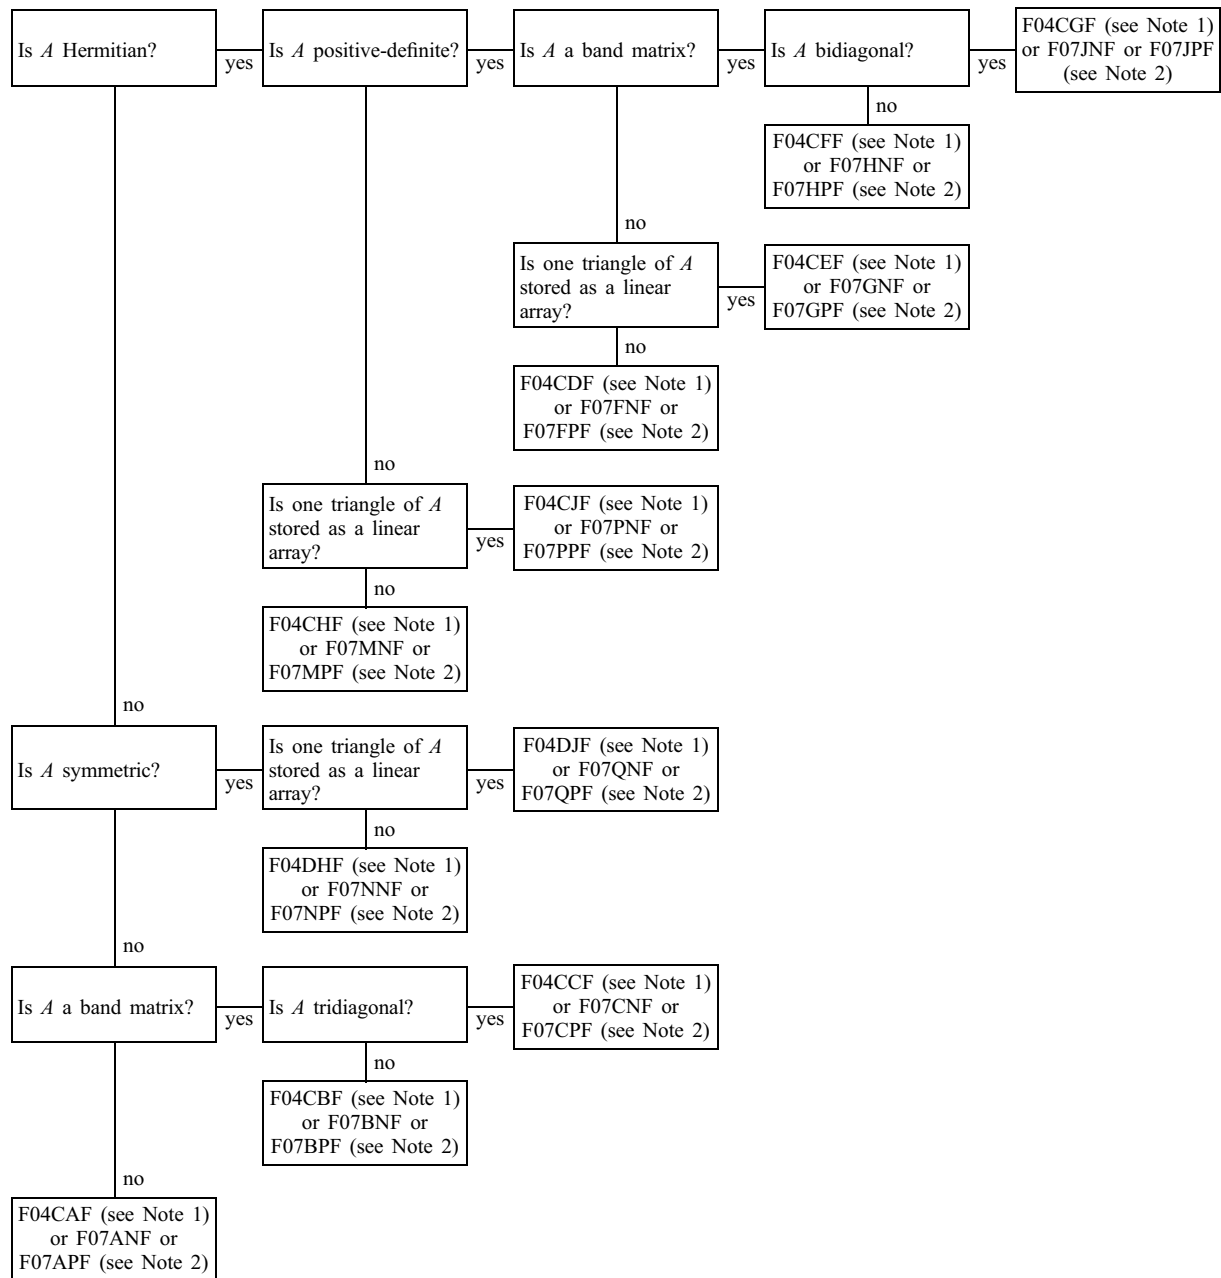 Is A Hermitian?
yes
Is A positive-definite?
yes
Is A a band matrix?
yes
Is A bidiagonal?
yes
F04CGF (see Note 1)
or F07JNF or F07JPF
(see Note 2)
no
F04CFF (see Note 1)
or F07HNF or
F07HPF (see Note 2)
no
Is one triangle of A
stored as a linear
array?
yes
F04CEF (see Note 1)
or F07GNF or
F07GPF (see Note 2)
no
F04CDF (see Note 1)
or F07FNF or
F07FPF (see Note 2)
no
Is one triangle of A
stored as a linear
array?
yes
F04CJF (see Note 1)
or F07PNF or
F07PPF (see Note 2)
no
F04CHF (see Note 1)
or F07MNF or
F07MPF (see Note 2)
no
Is A symmetric?
yes
Is one triangle of A
stored as a linear
array?
yes
F04DJF (see Note 1)
or F07QNF or
F07QPF (see Note 2)
no
F04DHF (see Note 1)
or F07NNF or
F07NPF (see Note 2)
no
Is A a band matrix?
yes
Is A tridiagonal?
yes
F04CCF (see Note 1)
or F07CNF or
F07CPF (see Note 2)
no
F04CBF (see Note 1)
or F07BNF or
F07BPF (see Note 2)
no
F04CAF (see Note 1)
or F07ANF or
F07APF (see Note 2)